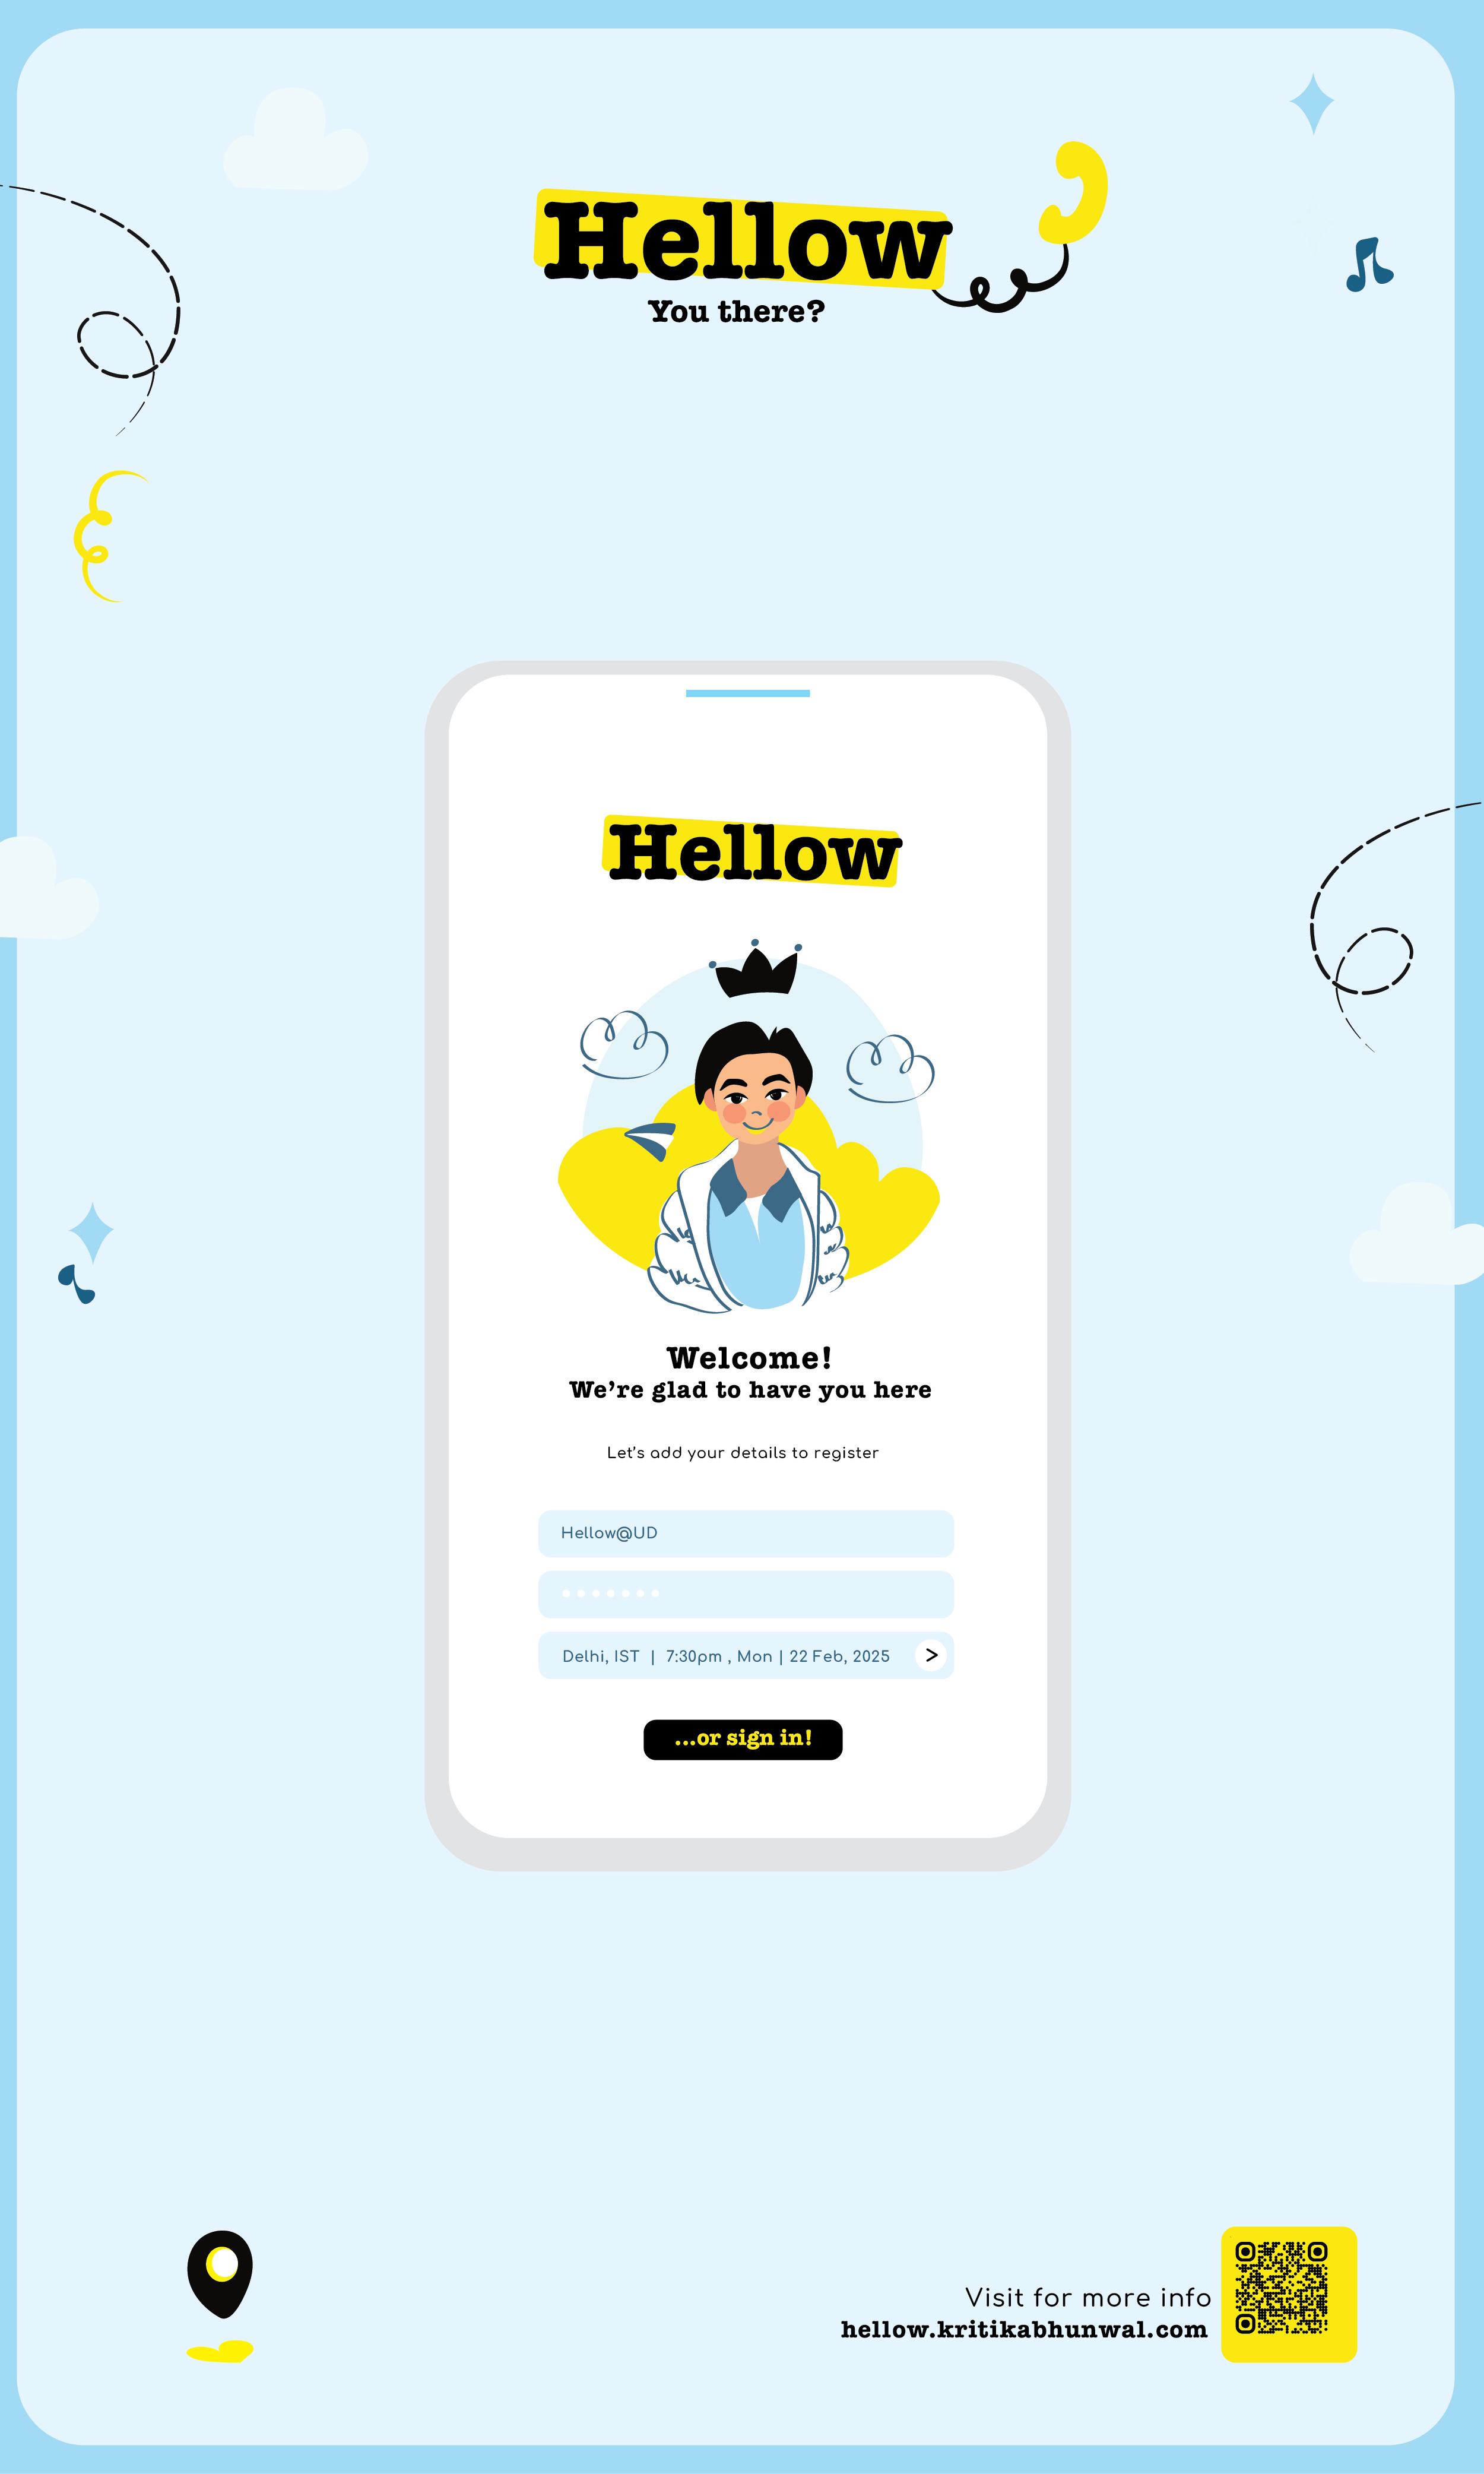 Hellow
You there?
Hellow
Welcome!
We’re glad to have you here
Let’s add your details to register
Hellow@UD
Delhi, IST | 7:30pm , Mon | 22 Feb, 2025
>
...or sign in!
Visit for more info
hellow.kritikabhunwal.com